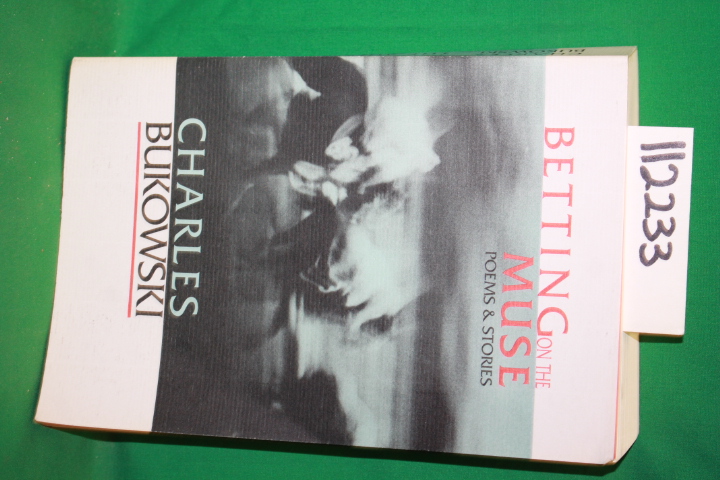 BETTING
ON THE
MUSE
POEMS & STORIES
CHARLES
BUKOWSKI
112233